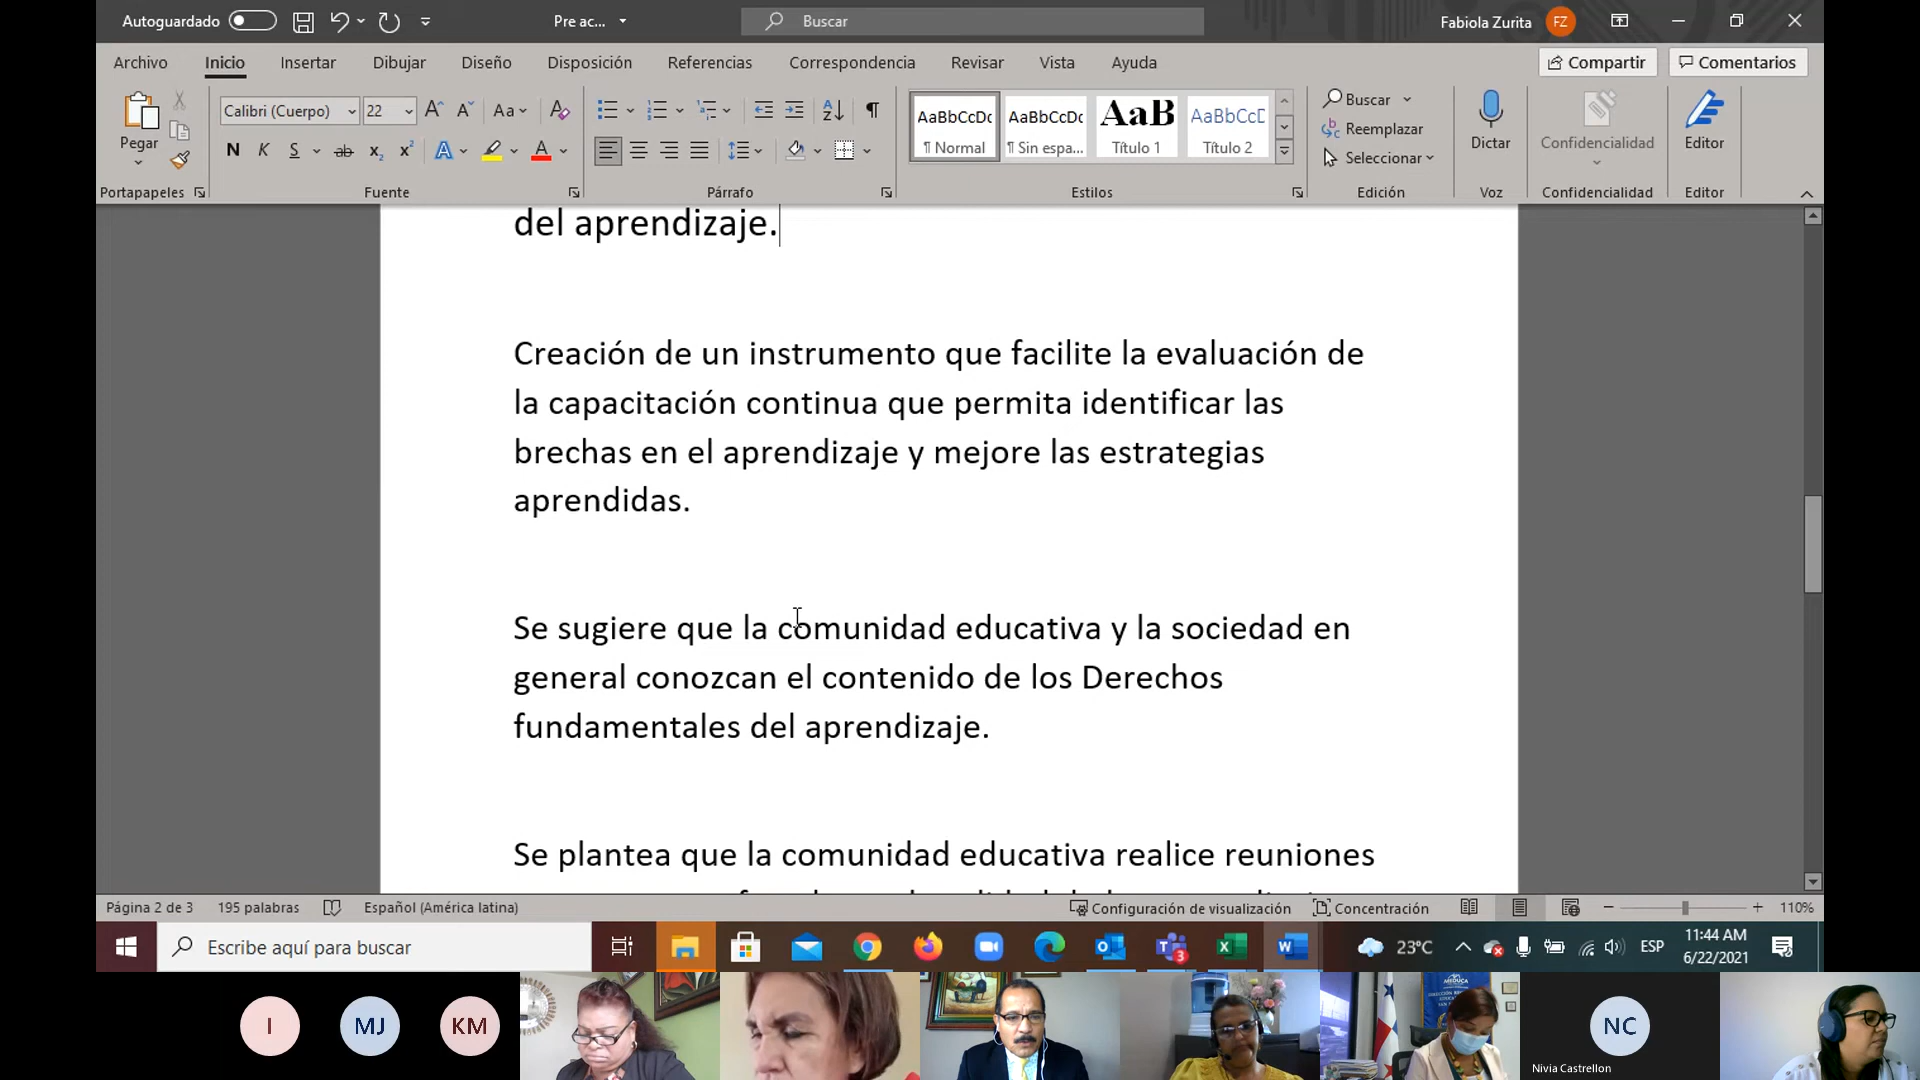 Autoguardado
Pre ac...
Buscar
Fabiola Zurita
FZ
Archivo
Inicio
Insertar
Dibujar
Diseño
Disposición
Referencias
Correspondencia
Revisar
Vista
Ayuda
Compartir
Comentarios
Pegar
Portapapeles
Calibri (Cuerpo)
22
Fuente
Párrafo
AaBbCcDc
¶ Normal
AaBbCcDc
¶ Sin espa...
AaB
Título 1
AaBbCcD
Título 2
Estilos
Buscar
Reemplazar
Seleccionar
Edición
Dictar
Voz
Confidencialidad
Confidencialidad
Editor
Editor
del aprendizaje.
Creación de un instrumento que facilite la evaluación de
la capacitación continua que permita identificar las
brechas en el aprendizaje y mejore las estrategias
aprendidas.
Se sugiere que la comunidad educativa y la sociedad en
general conozcan el contenido de los Derechos
fundamentales del aprendizaje.
Se plantea que la comunidad educativa realice reuniones
Página 2 de 3
195 palabras
Español (América latina)
Configuración de visualización
Concentración
110%
Escribe aquí para buscar
3
23°C
ESP
11:44 AM
6/22/2021
I
MJ
KM
MEDUCA
NC
Nivia Castrellon